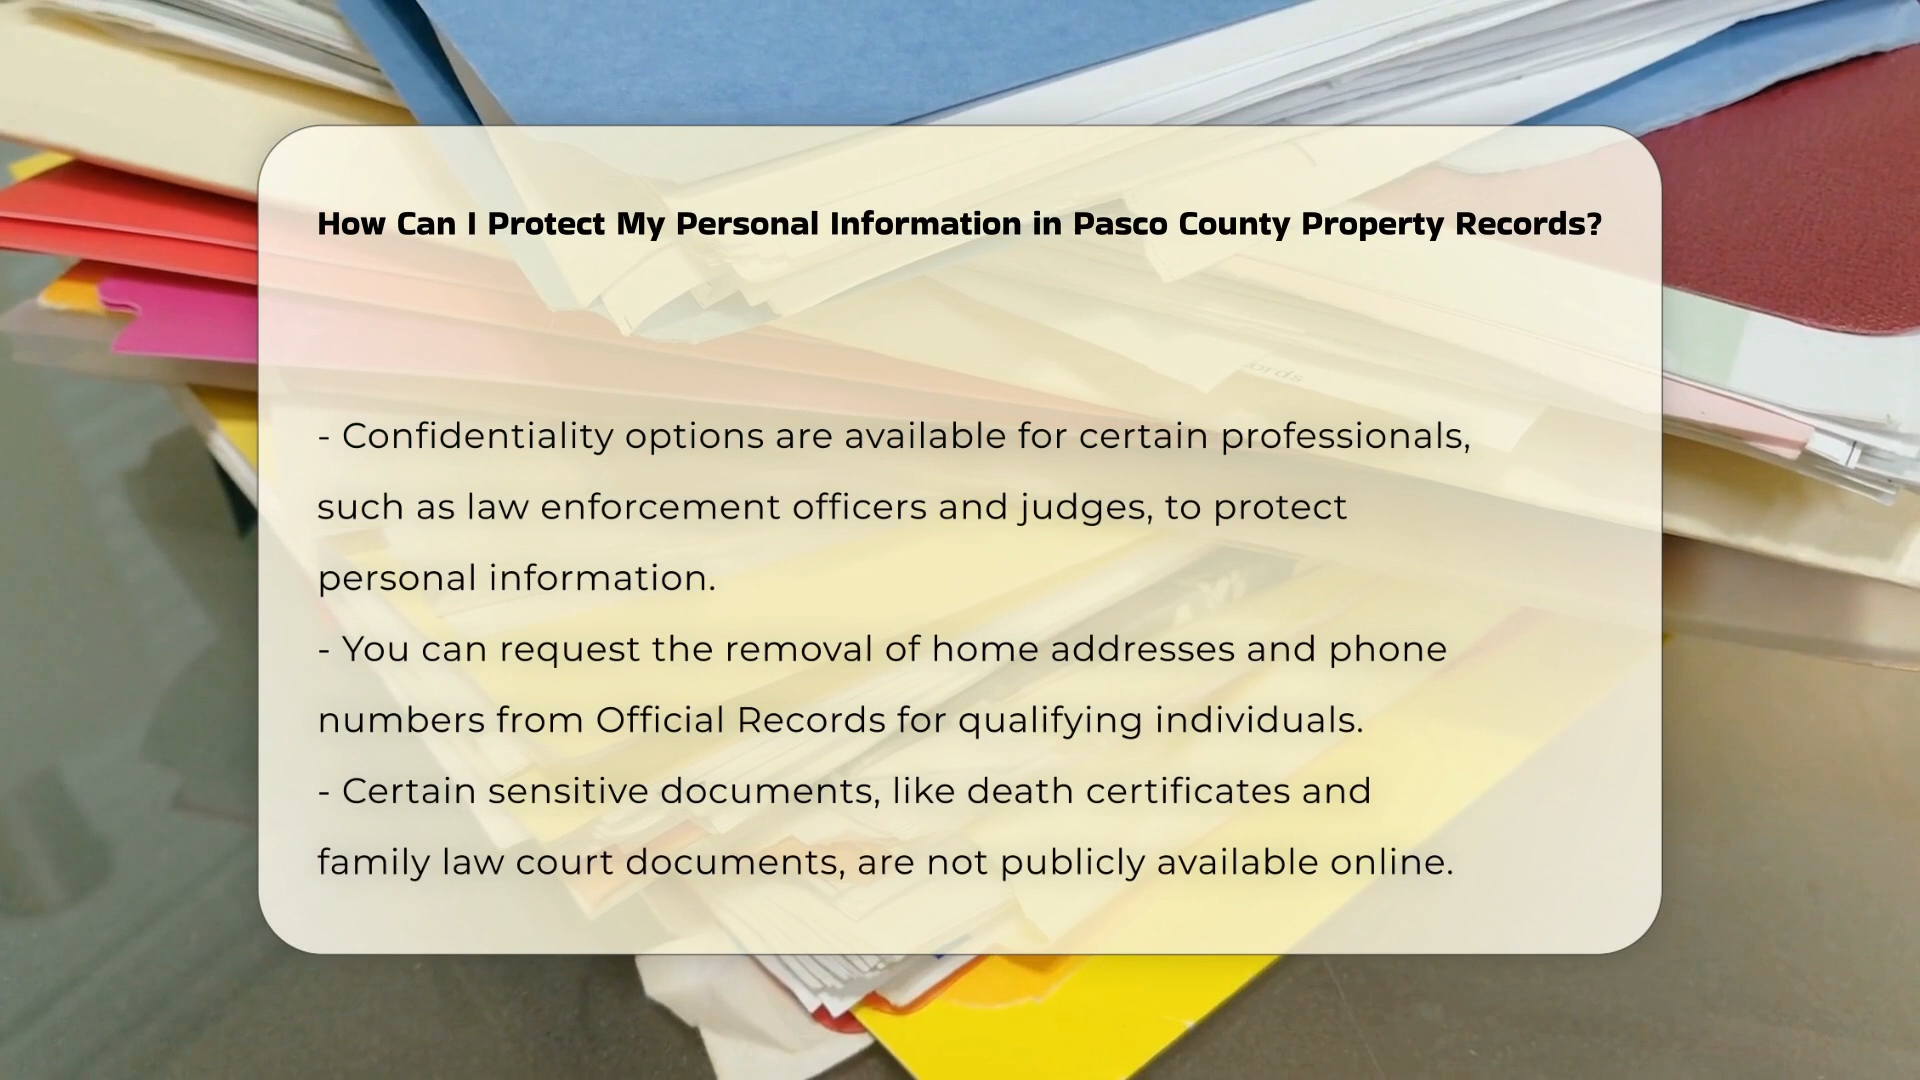 How Can I Protect My Personal Information in Pasco County Property Records?
- Confidentiality options are available for certain professionals,
such as law enforcement officers and judges, to protect
personal information.
- You can request the removal of home addresses and phone
numbers from Official Records for qualifying individuals.
- Certain sensitive documents, like death certificates and
family law court documents, are not publicly available online.